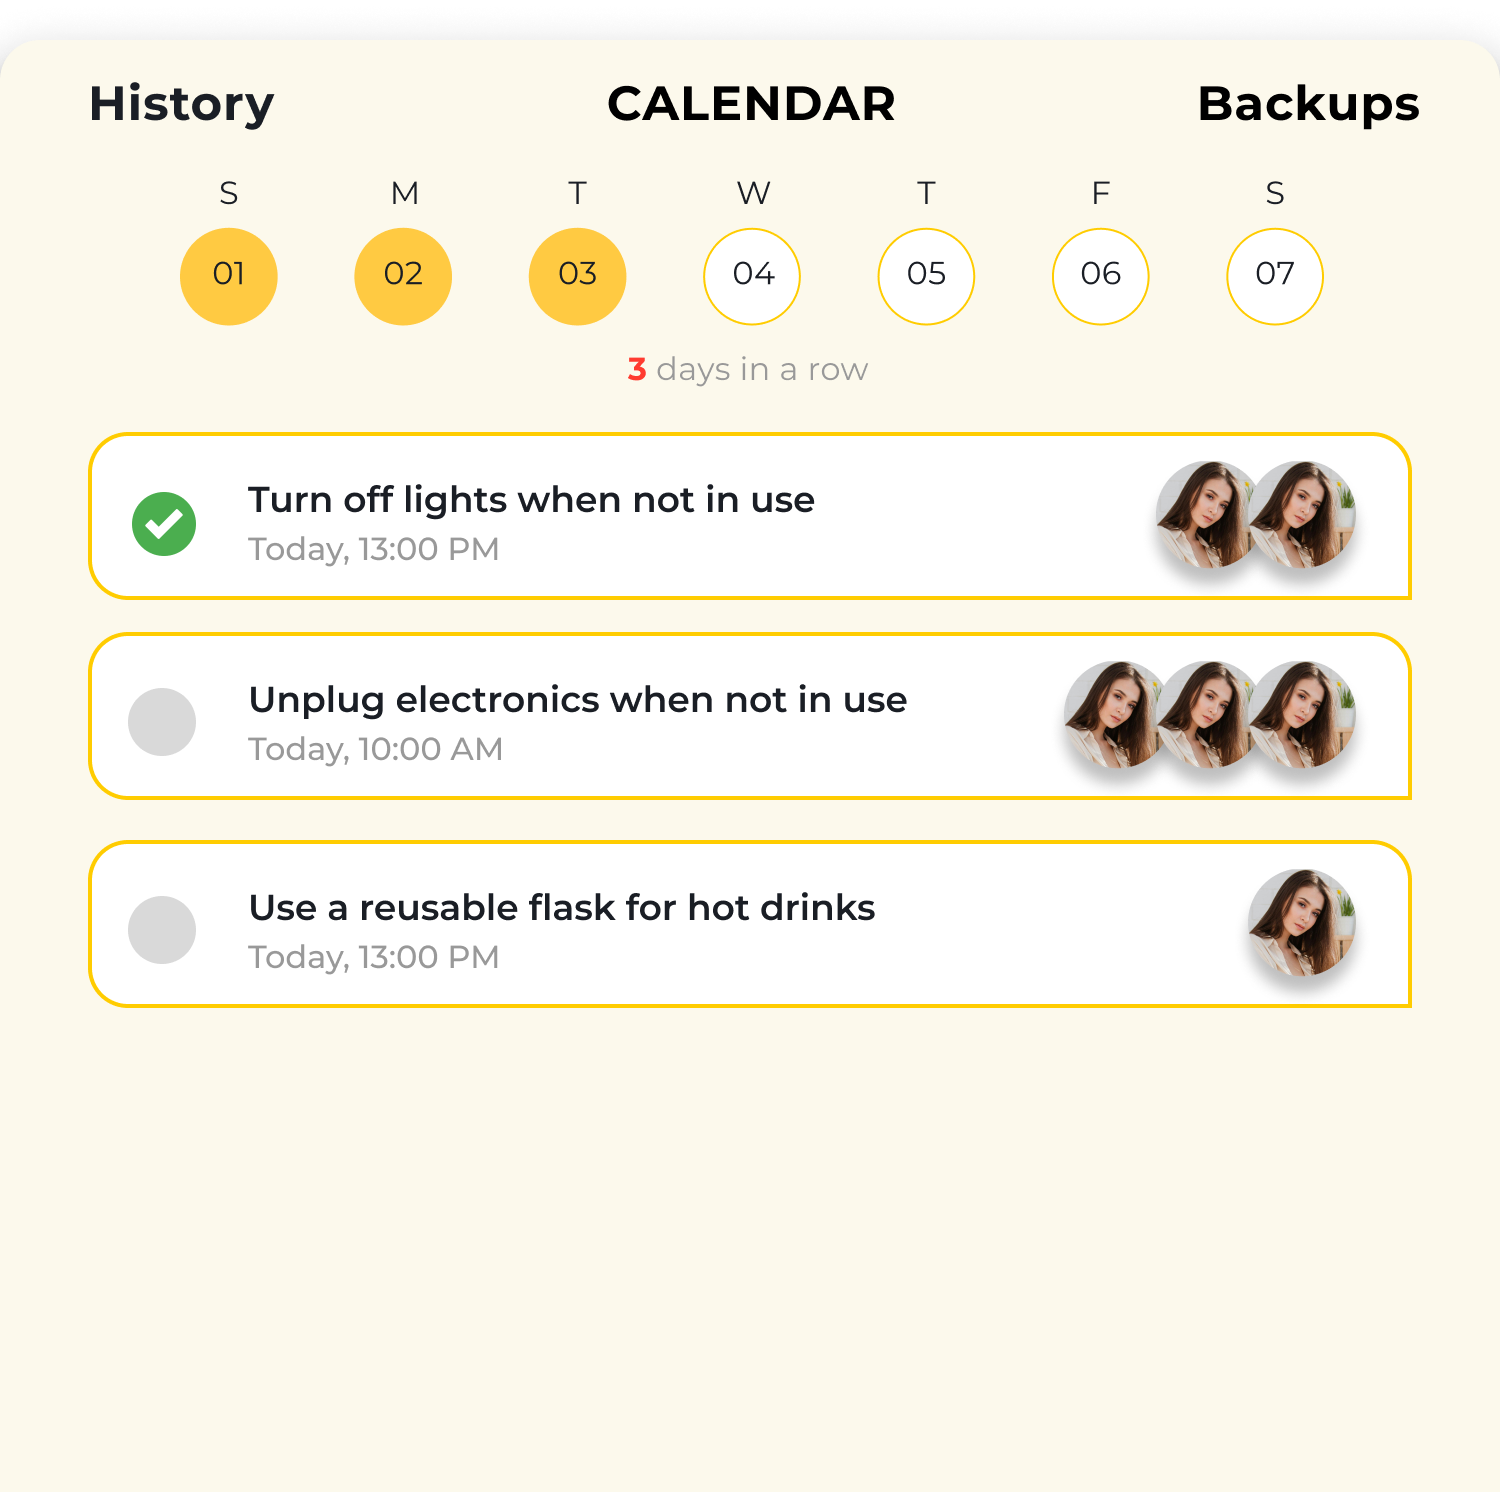 History CALENDAR Backups
S M T W T F S
01 02 03 04 05 06 07
3 days in a row
Turn off lights when not in use
Today, 13:00 PM
Unplug electronics when not in use
Today, 10:00 AM
Use a reusable flask for hot drinks
Today, 13:00 PM